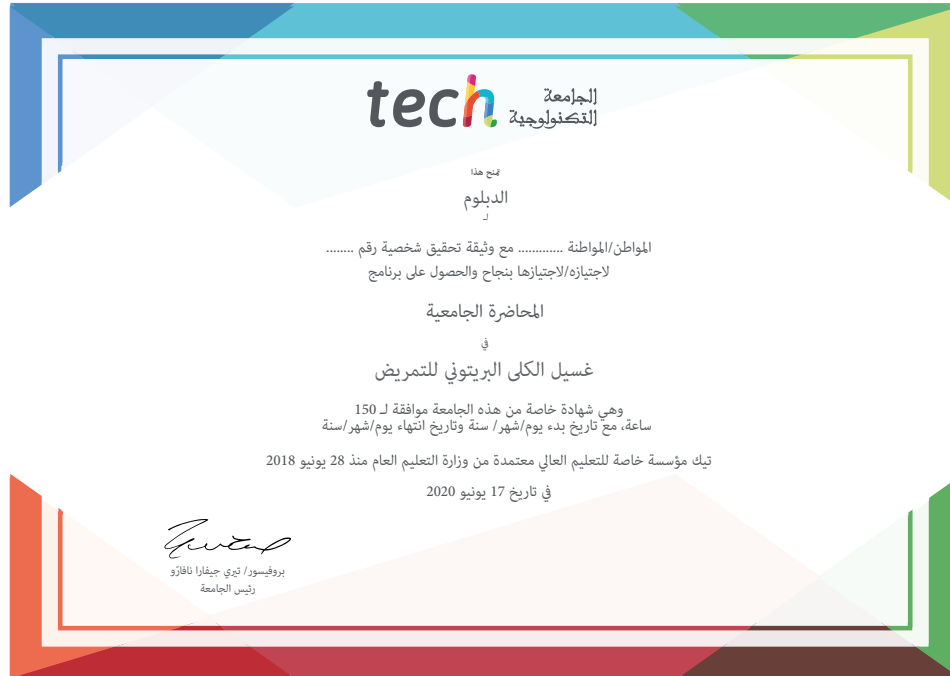 tech
الجامعة
التكنولوجية
تمنح هذا
الدبلوم
لـ
المواطن/المواطنة ............. مع وثيقة تحقيق شخصية رقم ........
لاجتيازه/لاجتيازها بنجاح والحصول على برنامج
المحاضرة الجامعية
في
غسيل الكلى البريتوني للتمريض
وهي شهادة خاصة من هذه الجامعة موافقة لـ 150
ساعة، مع تاريخ بدء يوم/شهر/ سنة وتاريخ انتهاء يوم/شهر/سنة
تيك مؤسسة خاصة للتعليم العالي معتمدة من وزارة التعليم العام منذ 28 يونيو 2018
في تاريخ 17 يونيو 2020
بروفيسور/ تيري جيفارا نافارّو
رئيس الجامعة